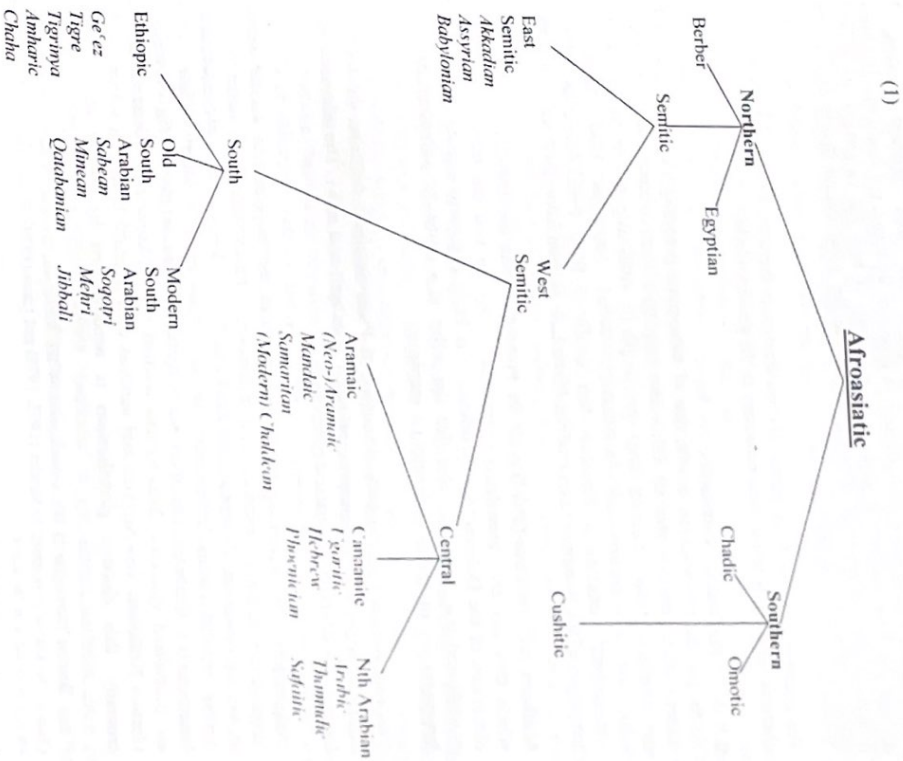 (1)
Afroasiatic
Northern
Southern
Berber
Semitic
Egyptian
Chadic
Cushitic
Omotic
East
Semitic
Akkadian
Assyrian
Babylonian
West
Semitic
South
Central
Ethiopic
Geʿez
Tigre
Tigrinya
Amharic
Chaha
Old
South
Arabian
Sabean
Minean
Qatabanian
Modern
South
Arabian
Soqotri
Mehri
Jibbali
Aramaic
(Neo-)Aramaic
Mandaic
Samaritan
(Modern) Chaldean
Canaanite
Ugaritic
Hebrew
Phoenician
Nth Arabian
Arabic
Thamudic
Safaitic